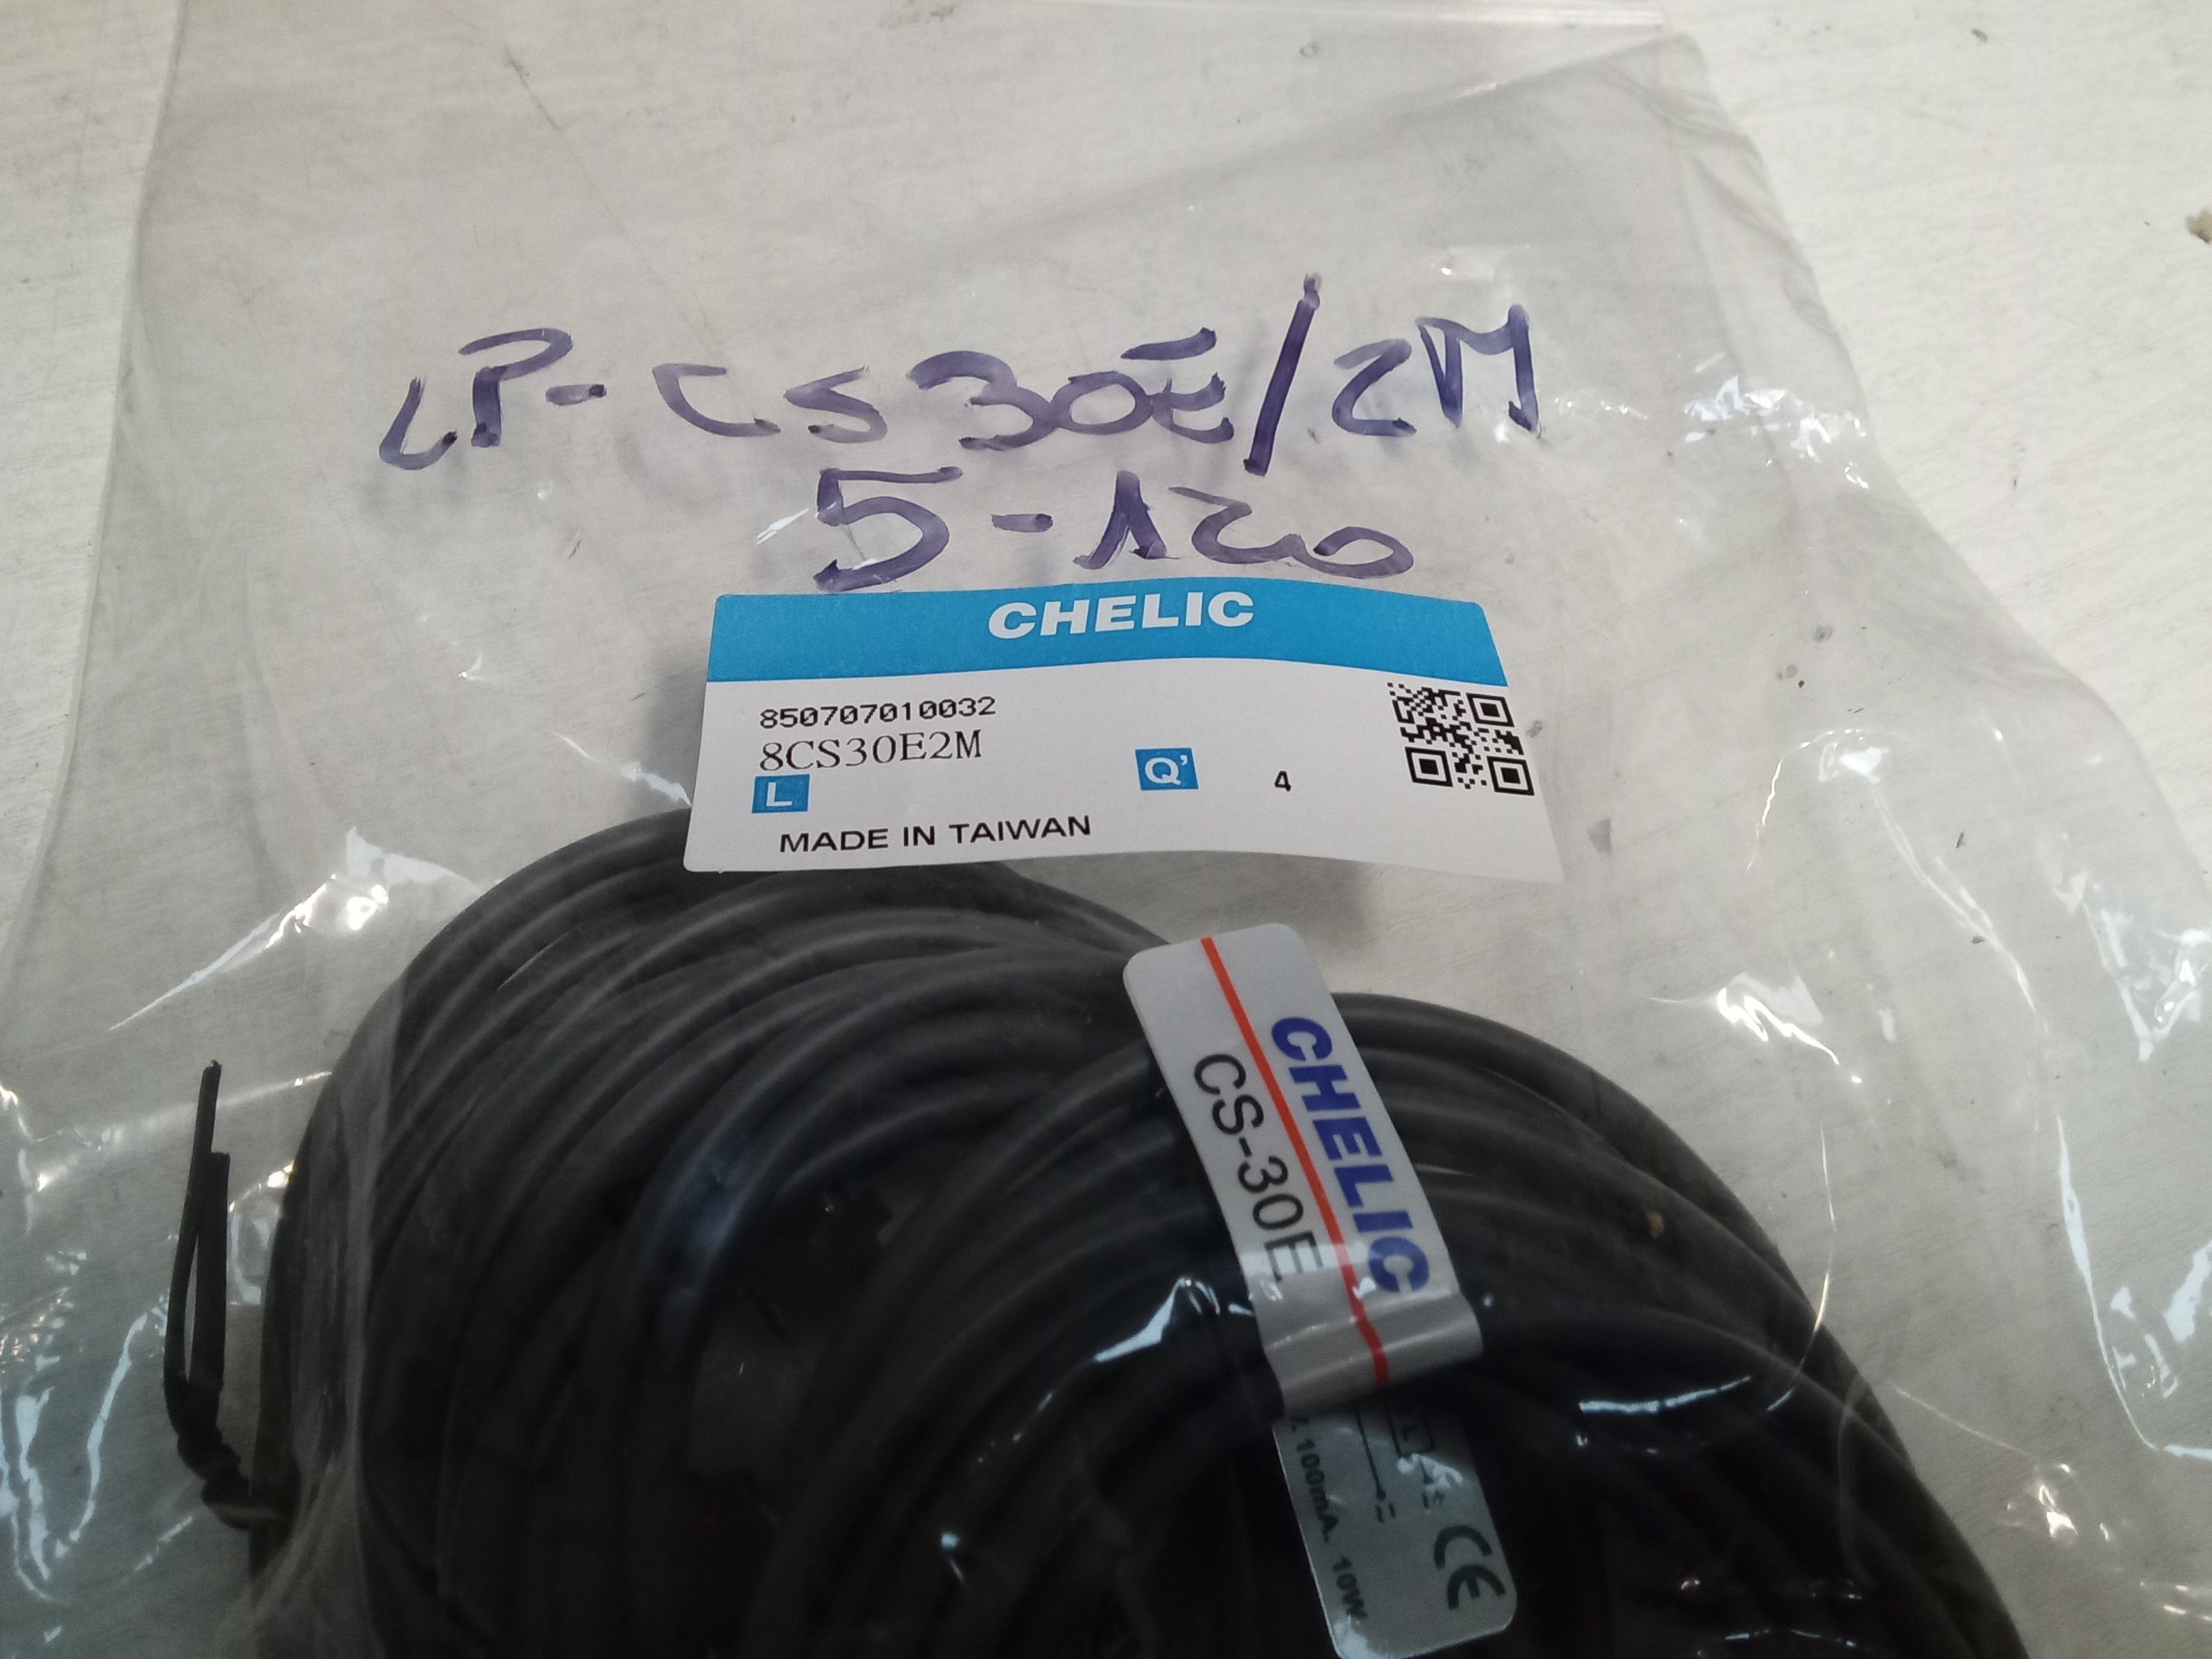 LP-CS30E/2M
5-120
CHELIC
850707010032
8CS30E2M
L Q' 4
MADE IN TAIWAN
CHELIC
CS-30E
100mA. 10W.
CE